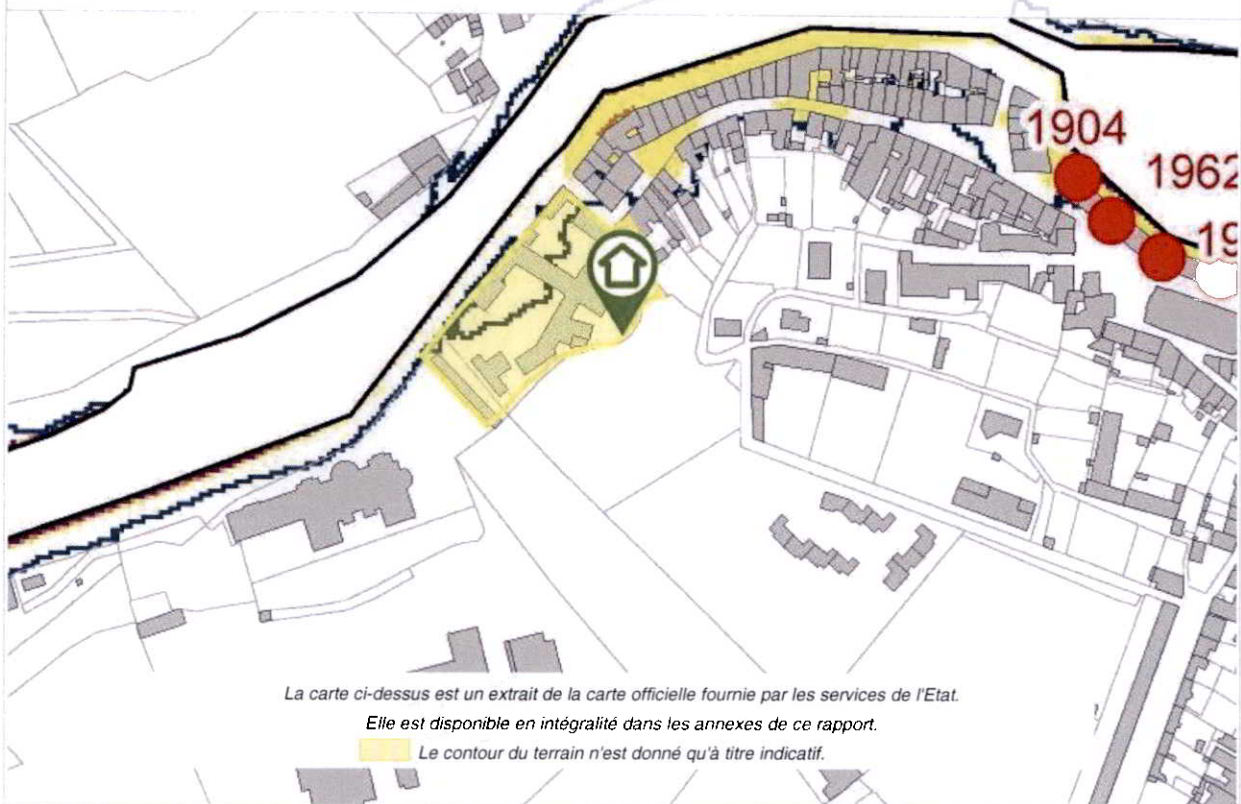 1904
1962
19
La carte ci-dessus est un extrait de la carte officielle fournie par les services de l'Etat.
Elle est disponible en intégralité dans les annexes de ce rapport.
Le contour du terrain n'est donné qu'à titre indicatif.